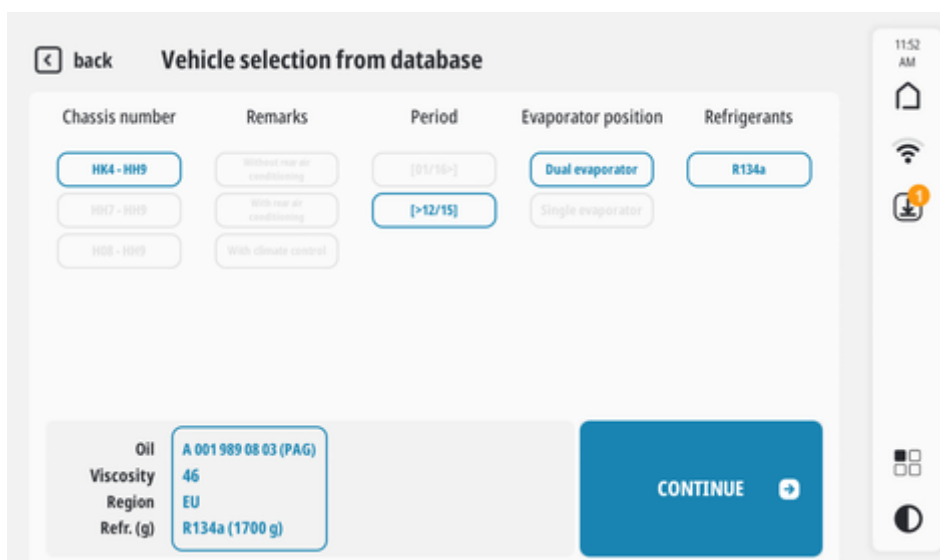 back Vehicle selection from database
11:52
AM
Chassis number Remarks Period Evaporator position Refrigerants
HK4 - HH9 Without rear air conditioning [01/16>] Dual evaporator R134a
HH7 - HH9 With rear air conditioning [>12/15] Single evaporator
H08 - HH9 With climate control
1
Oil A 001 989 08 03 (PAG)
Viscosity 46
Region EU
Refr. (g) R134a (1700 g)
CONTINUE